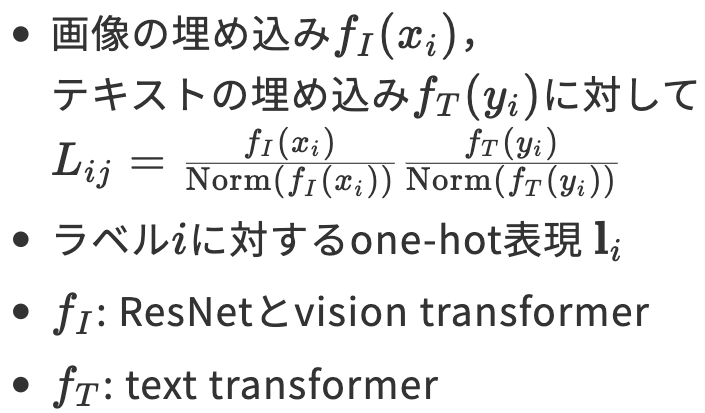 • 画像の埋め込み$f_I(x_i)$,
テキストの埋め込み$f_T(y_i)$に対して
$L_{ij} = \frac{f_I(x_i)}{\mathrm{Norm}(f_I(x_i))} \frac{f_T(y_i)}{\mathrm{Norm}(f_T(y_i))}$
• ラベル$i$に対するone-hot表現 $\mathbf{l}_i$
• $f_I$: ResNetとvision transformer
• $f_T$: text transformer